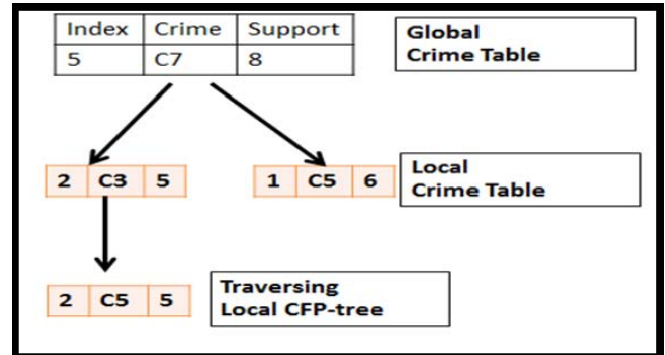 Index Crime Support
5 C7 8
Global
Crime Table
2 C3 5
1 C5 6
Local
Crime Table
2 C5 5
Traversing
Local CFP-tree